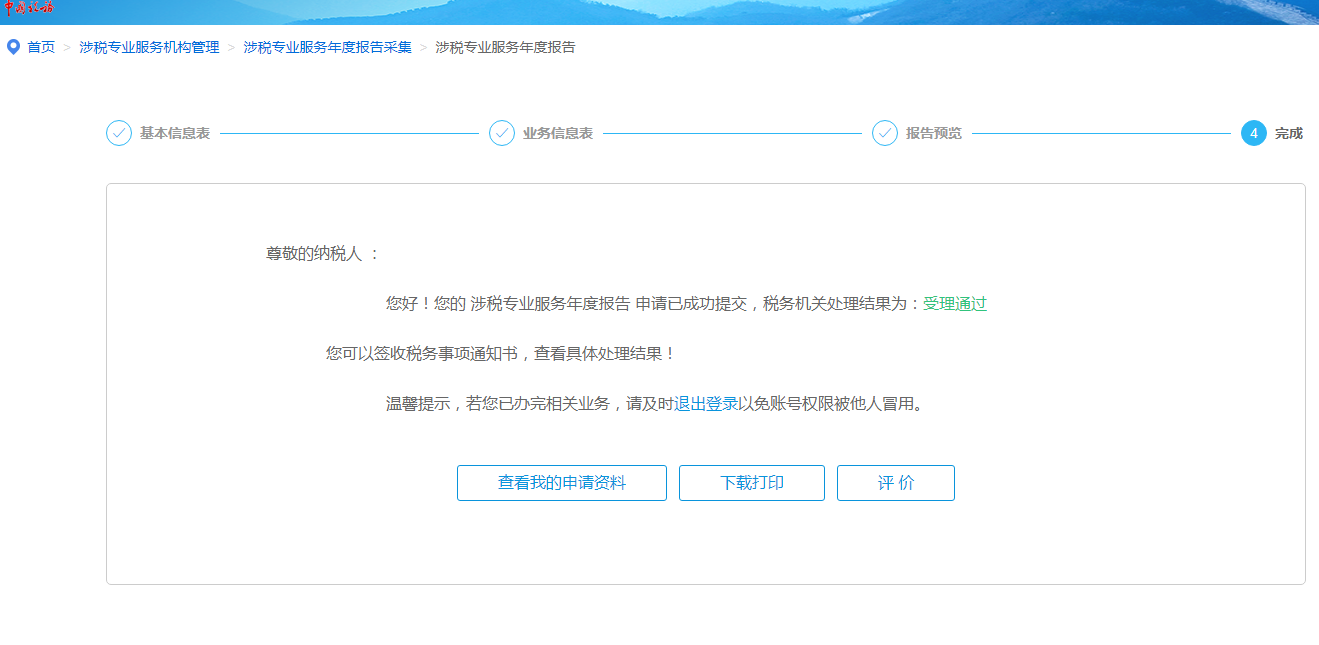 中国税务
首页 > 涉税专业服务机构管理 > 涉税专业服务年度报告采集 > 涉税专业服务年度报告
基本信息表 业务信息表 报告预览 4 完成
尊敬的纳税人 ：
您好！您的 涉税专业服务年度报告 申请已成功提交，税务机关处理结果为：受理通过
您可以签收税务事项通知书，查看具体处理结果！
温馨提示，若您已办完相关业务，请及时退出登录以免账号权限被他人冒用。
查看我的申请资料 下载打印 评 价